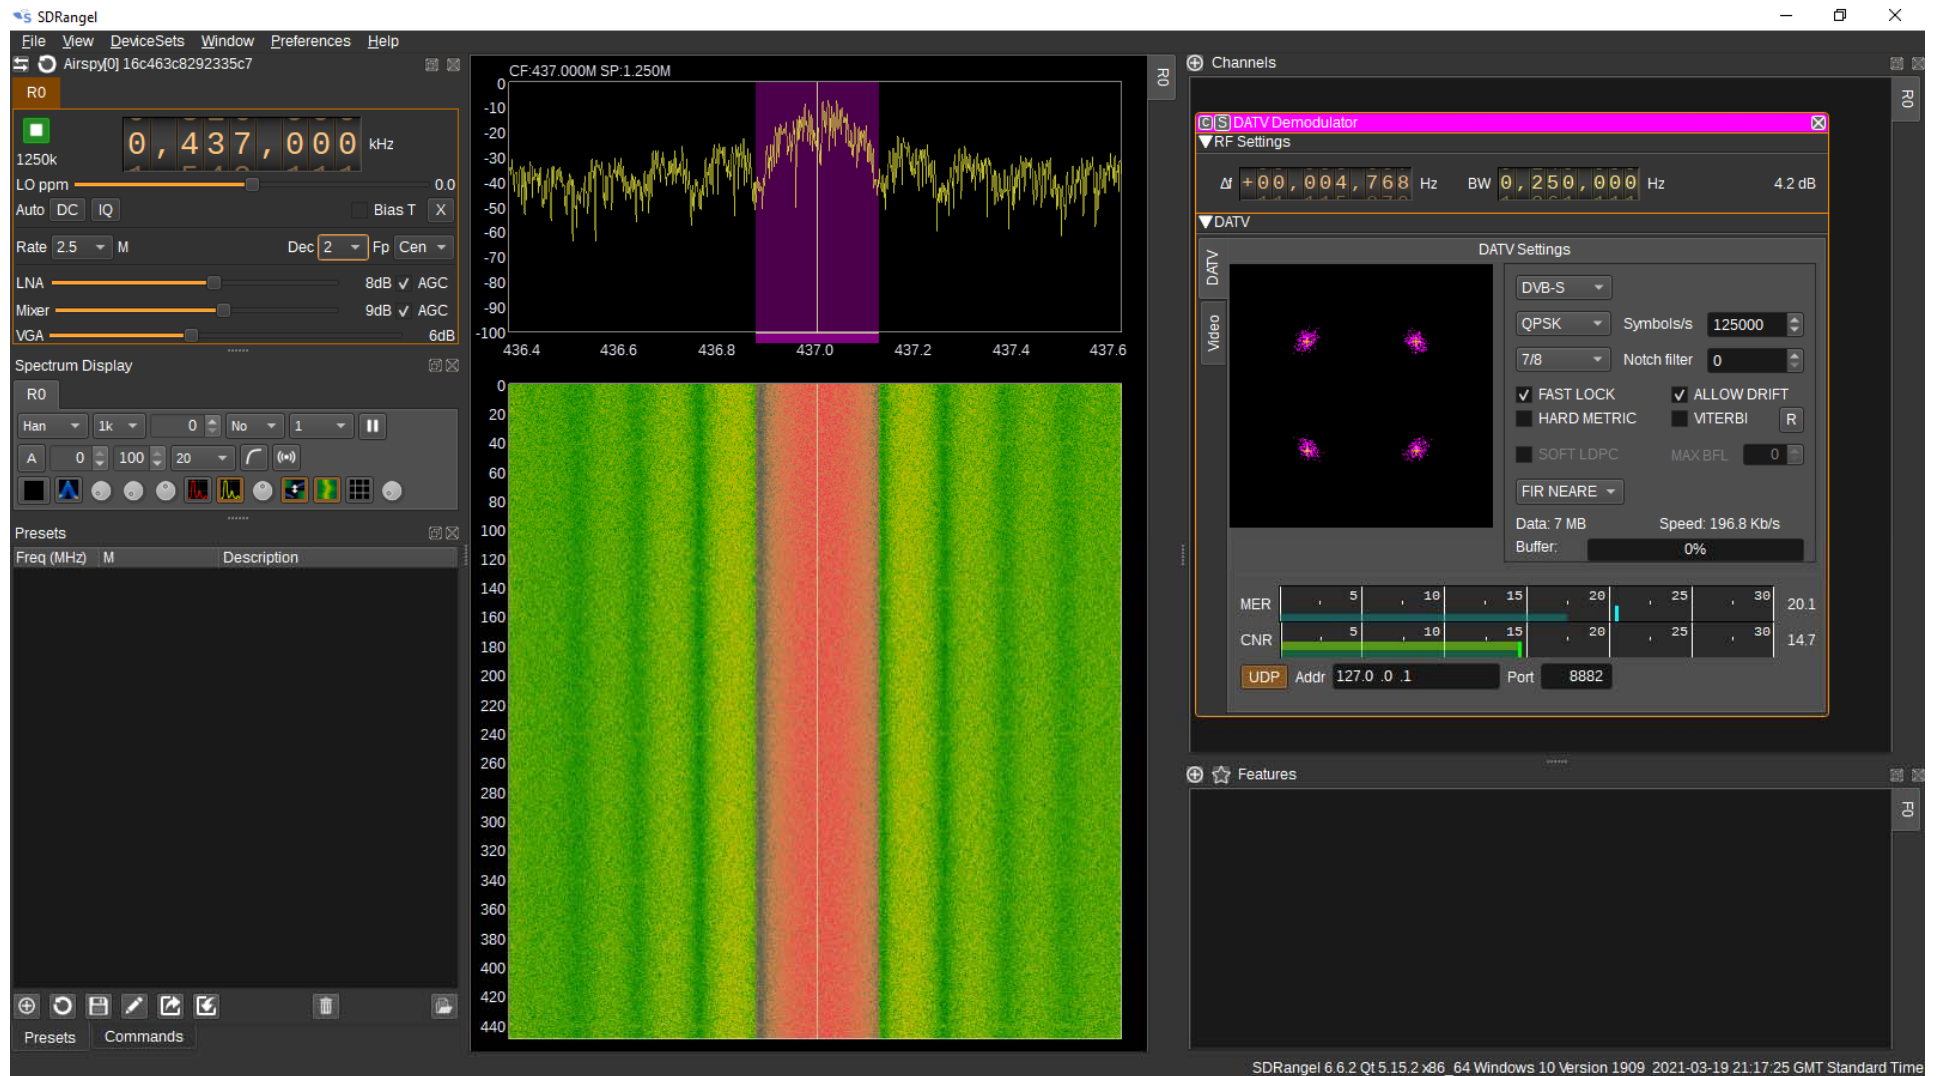 SDRangel
File View DeviceSets Window Preferences Help
Airspy[0] 16c463c8292335c7
R0
0,437,000 kHz
1250k
LO ppm 0.0
Auto DC IQ Bias T X
Rate 2.5 M Dec 2 Fp Cen
LNA 8dB AGC
Mixer 9dB AGC
VGA 6dB
Spectrum Display
R0
Han 1k 0 No 1
A 0 100 20
Presets
Freq (MHz) M Description
Presets Commands
CF:437.000M SP:1.250M
R0
0
-10
-20
-30
-40
-50
-60
-70
-80
-90
-100
436.4 436.6 436.8 437.0 437.2 437.4 437.6
0
20
40
60
80
100
120
140
160
180
200
220
240
260
280
300
320
340
360
380
400
420
440
Channels
R0
C S DATV Demodulator
RF Settings
Δf +00,004,768 Hz BW 0,250,000 Hz 4.2 dB
DATV
DATV Settings
DATV
Video
DVB-S
QPSK Symbols/s 125000
7/8 Notch filter 0
FAST LOCK ALLOW DRIFT
HARD METRIC VITERBI R
SOFT LDPC MAX BFL 0
FIR NEARE
Data: 7 MB Speed: 196.8 Kb/s
Buffer: 0%
MER 5 10 15 20 25 30 20.1
CNR 5 10 15 20 25 30 14.7
UDP Addr 127.0 .0 .1 Port 8882
Features
F0
SDRangel 6.6.2 Qt 5.15.2 x86_64 Windows 10 Version 1909 2021-03-19 21:17:25 GMT Standard Time